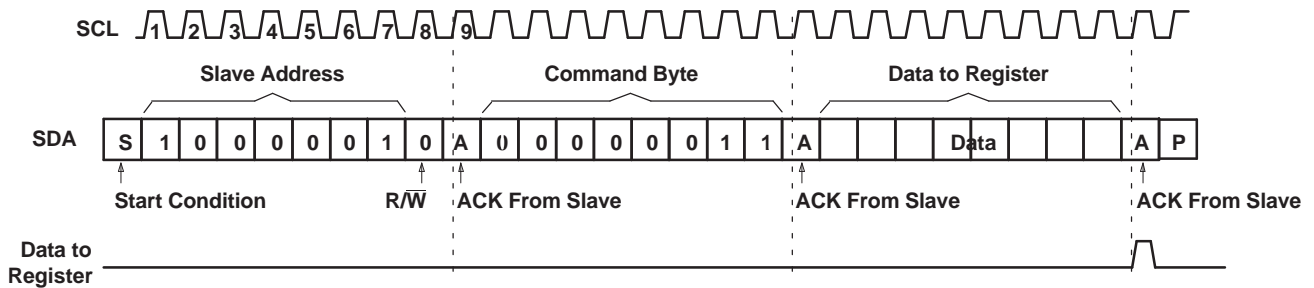 SCL 1 2 3 4 5 6 7 8 9
Slave Address Command Byte Data to Register
SDA S 1 0 0 0 0 0 1 0 A 0 0 0 0 0 0 1 1 A Data A P
Start Condition R/W̅ ACK From Slave ACK From Slave ACK From Slave
Data to
Register